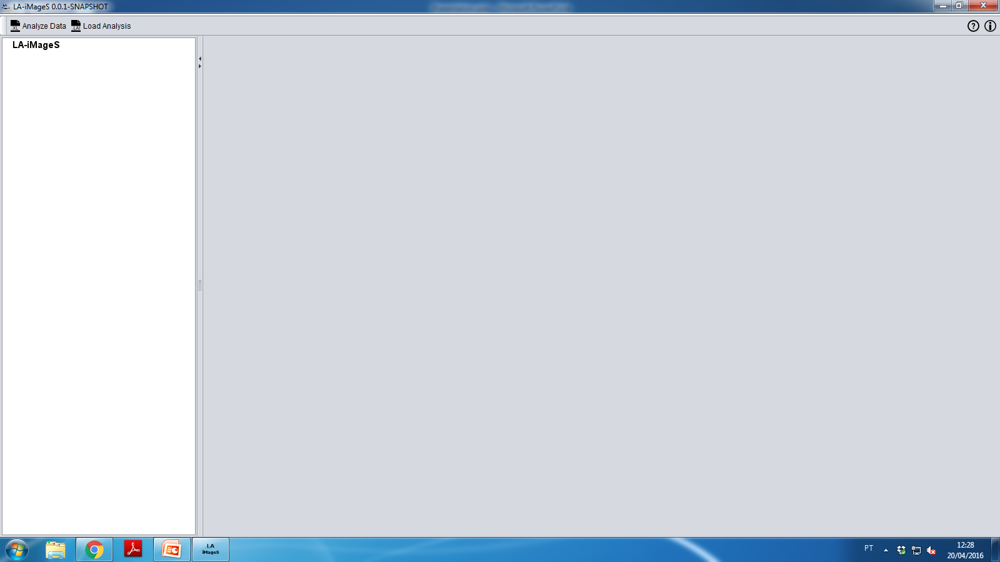 LA-iMageS 0.0.1-SNAPSHOT
Analyze Data Load Analysis
LA-iMageS
LA
iMageS
PT
12:28
20/04/2016